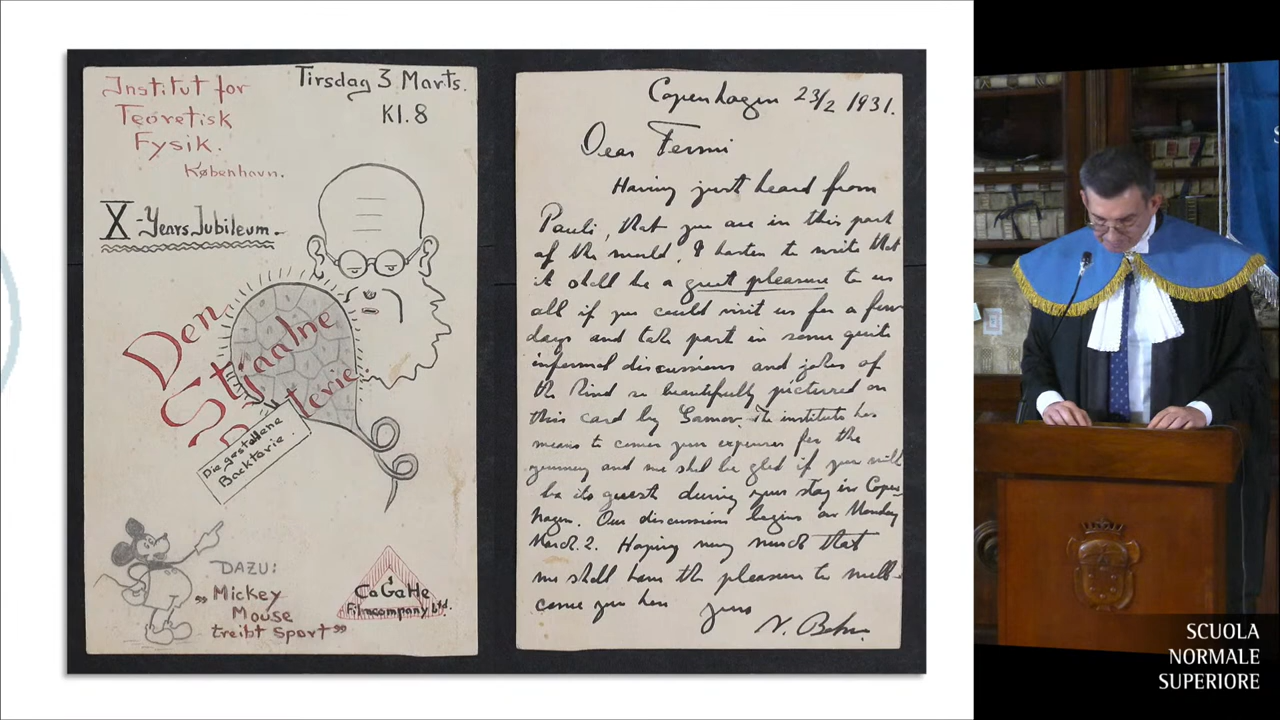 Institut for
Teoretisk
Fysik.
København.
Tirsdag 3 Marts.
Kl. 8
X-Years Jubileum.
Den
Stjaalne
terie
Die gestohlene
Backterie.
DAZU:
„Mickey
Mouse
treibt Sport”
CaGaHe
Filmcompany Ltd.
Copenhagen 23/2 1931.
Dear Fermi
Having just heard from
Pauli, that you are in this part
of the world, I hasten to write that
it shall be a great pleasure to us
all if you could visit us for a few
days and take part in some quite
informal discussions and jokes of
the kind so beautifully pictured on
this card by Gamow. The institute has
means to cover your expenses for the
journey and we shall be glad if you will
be its guest during your stay in Copen-
hagen. Our discussions begins on Monday
March. 2. Hoping very much that
we shall have the pleasure to well-
come you here
yours
N. Bohr
SCUOLA
NORMALE
SUPERIORE